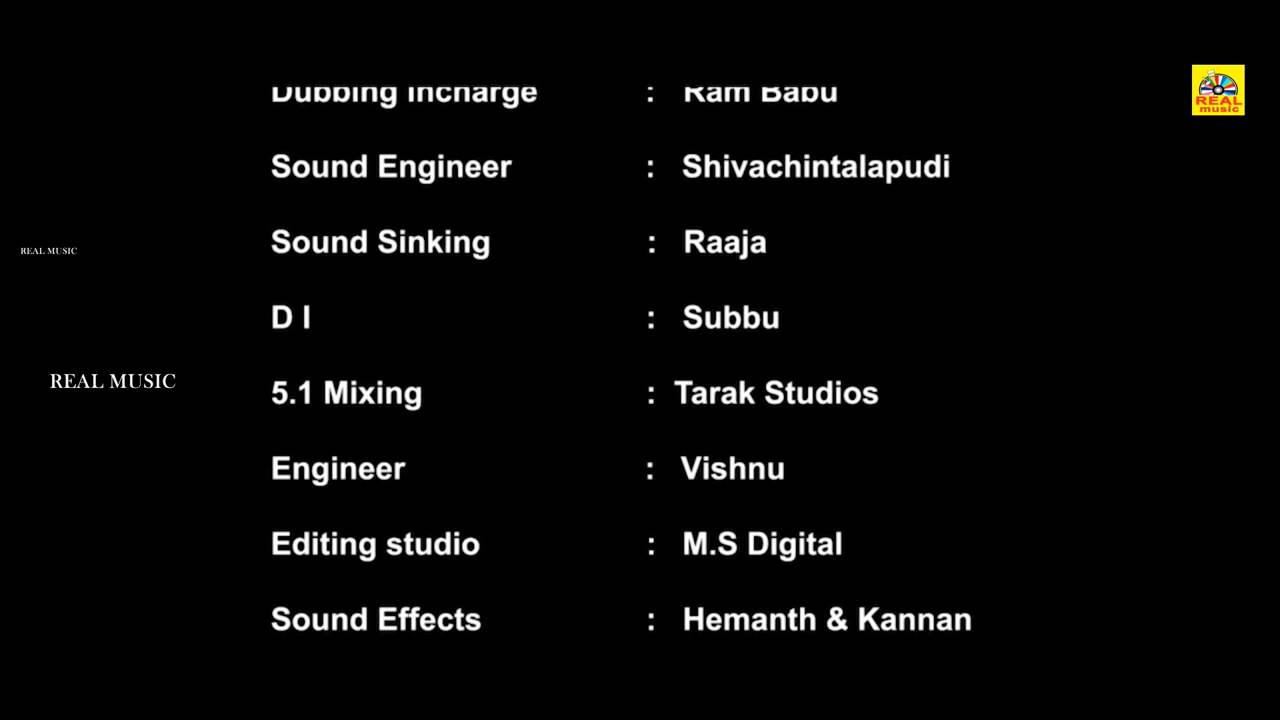 Dubbing incharge : Ram Babu
REAL
music
Sound Engineer : Shivachintalapudi
Sound Sinking : Raaja
REAL MUSIC
D I : Subbu
REAL MUSIC
5.1 Mixing : Tarak Studios
Engineer : Vishnu
Editing studio : M.S Digital
Sound Effects : Hemanth & Kannan